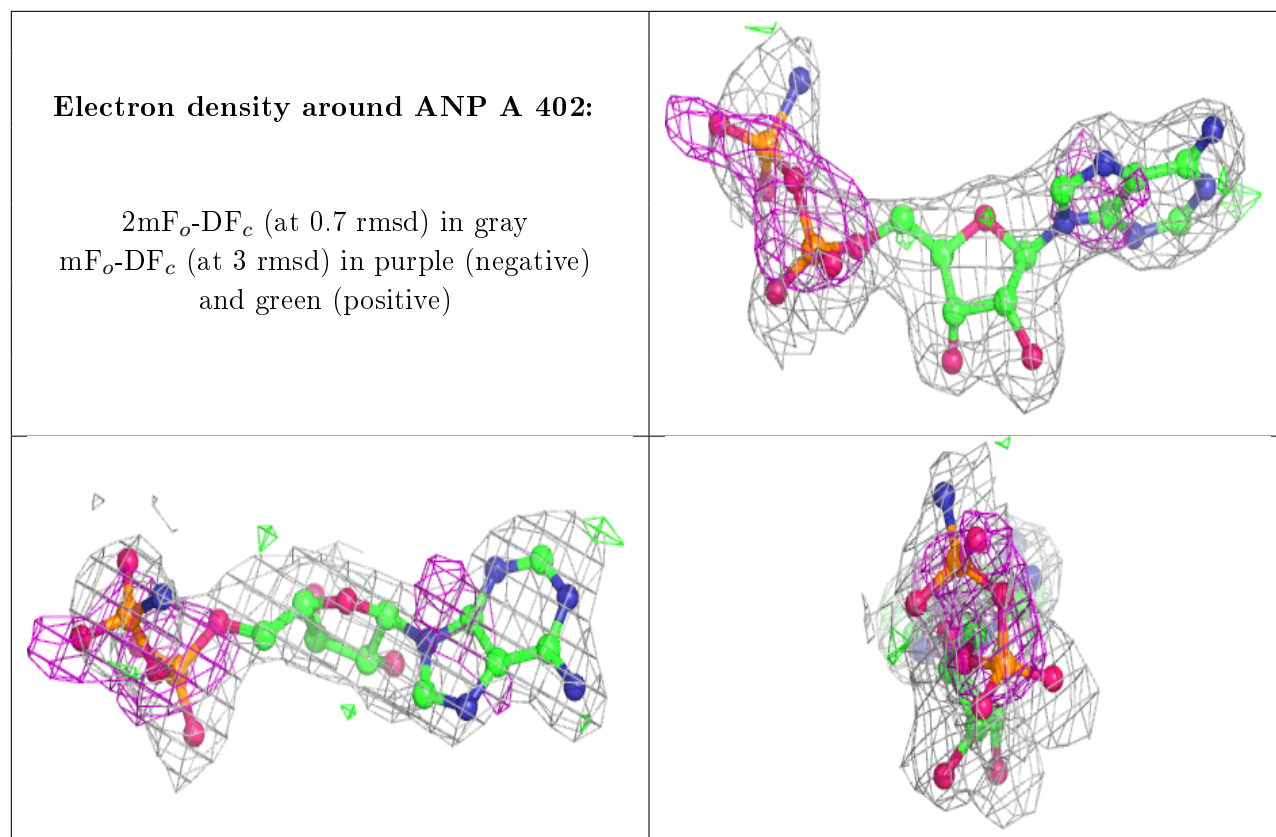 Electron density around ANP A 402:
2mFₒ-DF𝒸 (at 0.7 rmsd) in gray
mFₒ-DF𝒸 (at 3 rmsd) in purple (negative)
and green (positive)